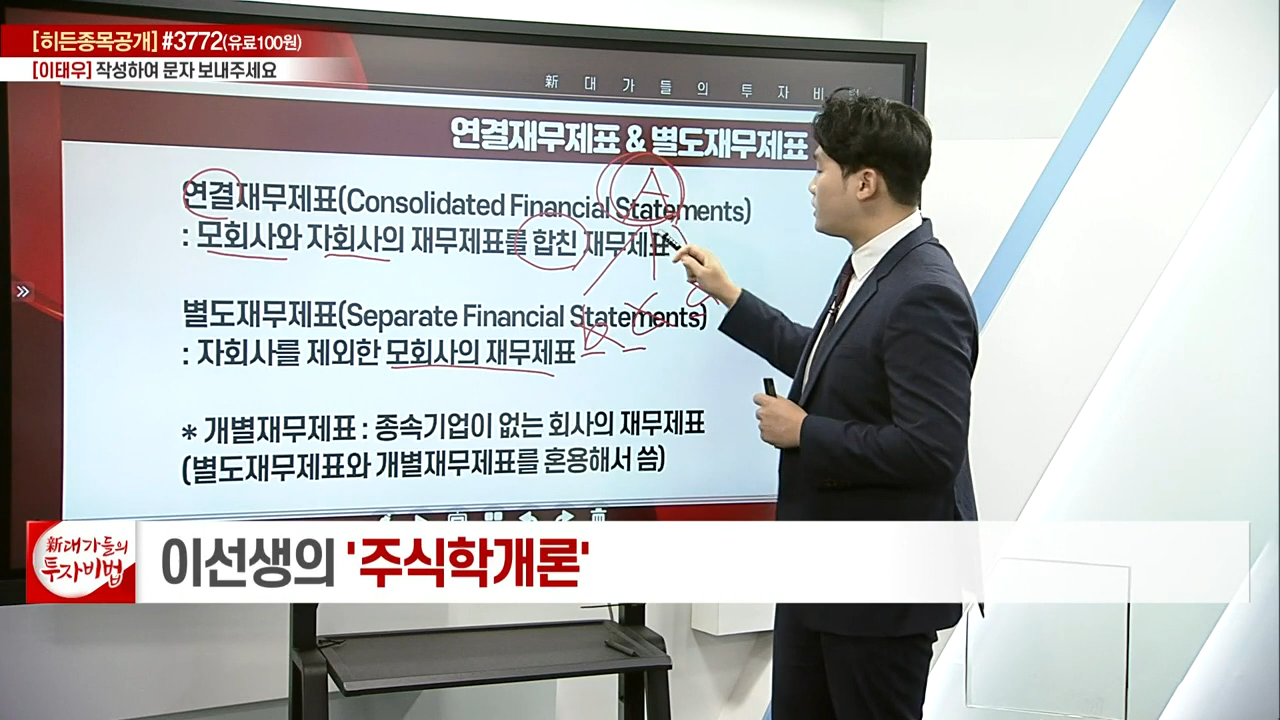 [히든종목공개] #3772(유료100원)
[이태우] 작성하여 문자 보내주세요
新 대 가 들 의 투 자 비
연결재무제표 & 별도재무제표
연결재무제표(Consolidated Financial Statements)
: 모회사와 자회사의 재무제표를 합친 재무제표
A
별도재무제표(Separate Financial Statements)
: 자회사를 제외한 모회사의 재무제표
* 개별재무제표 : 종속기업이 없는 회사의 재무제표
(별도재무제표와 개별재무제표를 혼용해서 씀)
新대가들의
투자비법
이선생의 '주식학개론'